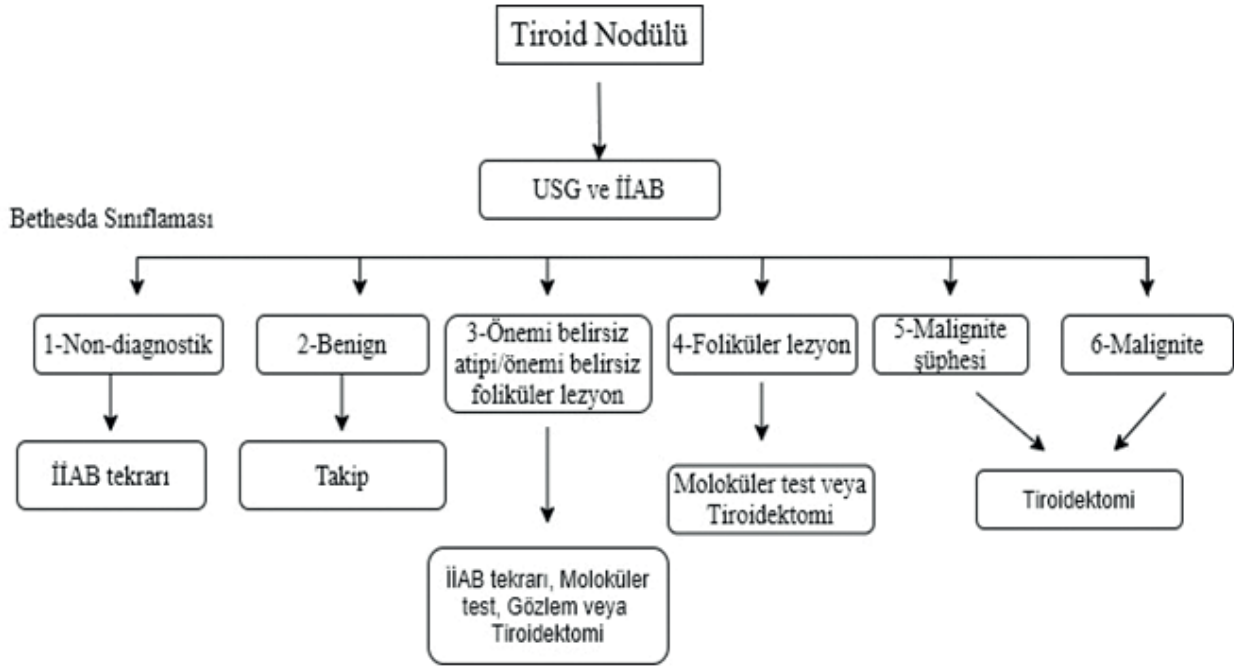 Tiroid Nodülü
USG ve İİAB
Bethesda Sınıflaması
1-Non-diagnostik
2-Benign
3-Önemi belirsiz
atipi/önemi belirsiz
foliküler lezyon
4-Foliküler lezyon
5-Malignite
şüphesi
6-Malignite
İİAB tekrarı
Takip
İİAB tekrarı, Moloküler
test, Gözlem veya
Tiroidektomi
Moloküler test veya
Tiroidektomi
Tiroidektomi